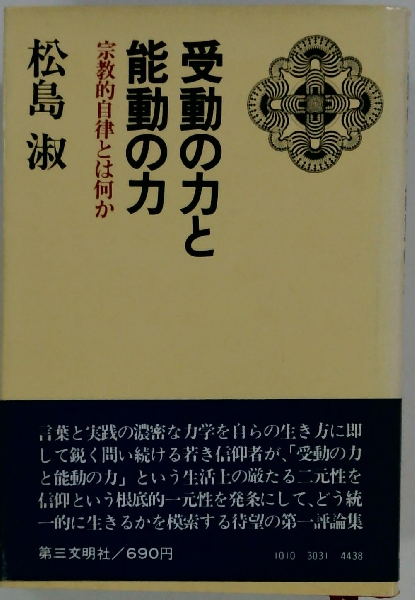 受動の力と
能動の力
宗教的自律とは何か
松島 淑
言葉と実践の濃密な力学を自らの生き方に即
して鋭く問い続ける若き信仰者が、「受動の力
と能動の力」という生活上の厳たる二元性を
信仰という根底的一元性を発条にして、どう統
一的に生きるかを模索する待望の第一評論集
第三文明社/690円
1010 3031 4438